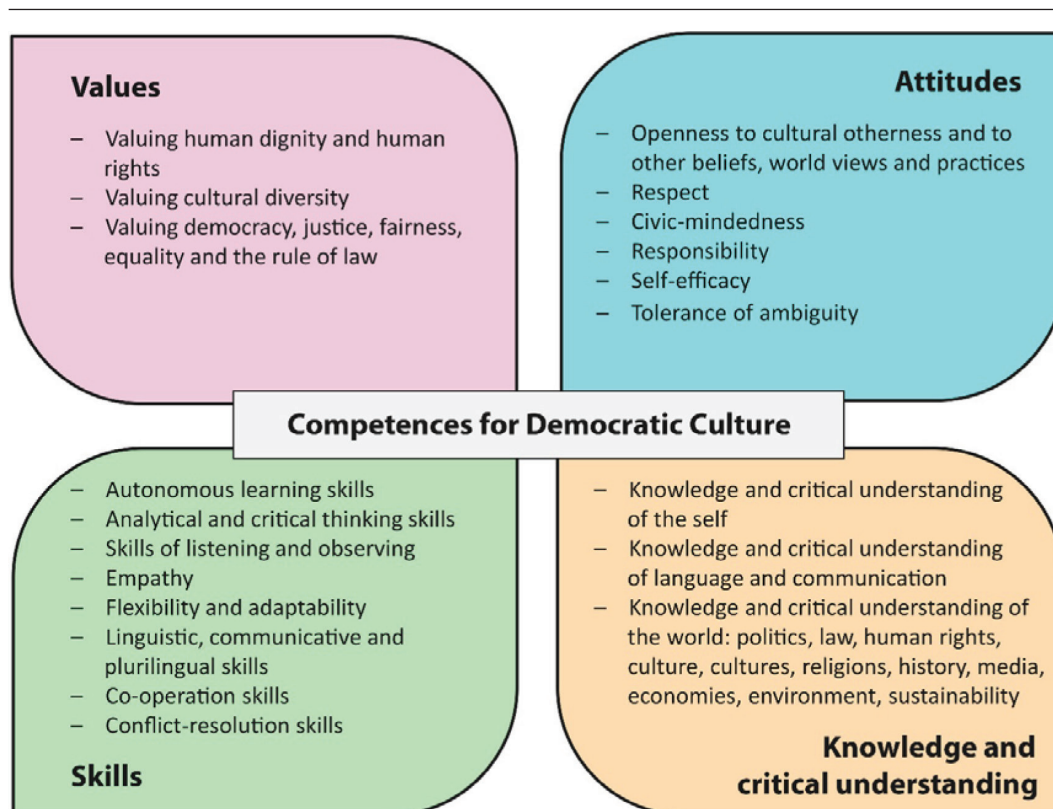 Values
– Valuing human dignity and human
rights
– Valuing cultural diversity
– Valuing democracy, justice, fairness,
equality and the rule of law
Attitudes
– Openness to cultural otherness and to
other beliefs, world views and practices
– Respect
– Civic-mindedness
– Responsibility
– Self-efficacy
– Tolerance of ambiguity
Competences for Democratic Culture
– Autonomous learning skills
– Analytical and critical thinking skills
– Skills of listening and observing
– Empathy
– Flexibility and adaptability
– Linguistic, communicative and
plurilingual skills
– Co-operation skills
– Conflict-resolution skills
Skills
– Knowledge and critical understanding
of the self
– Knowledge and critical understanding
of language and communication
– Knowledge and critical understanding of
the world: politics, law, human rights,
culture, cultures, religions, history, media,
economies, environment, sustainability
Knowledge and
critical understanding